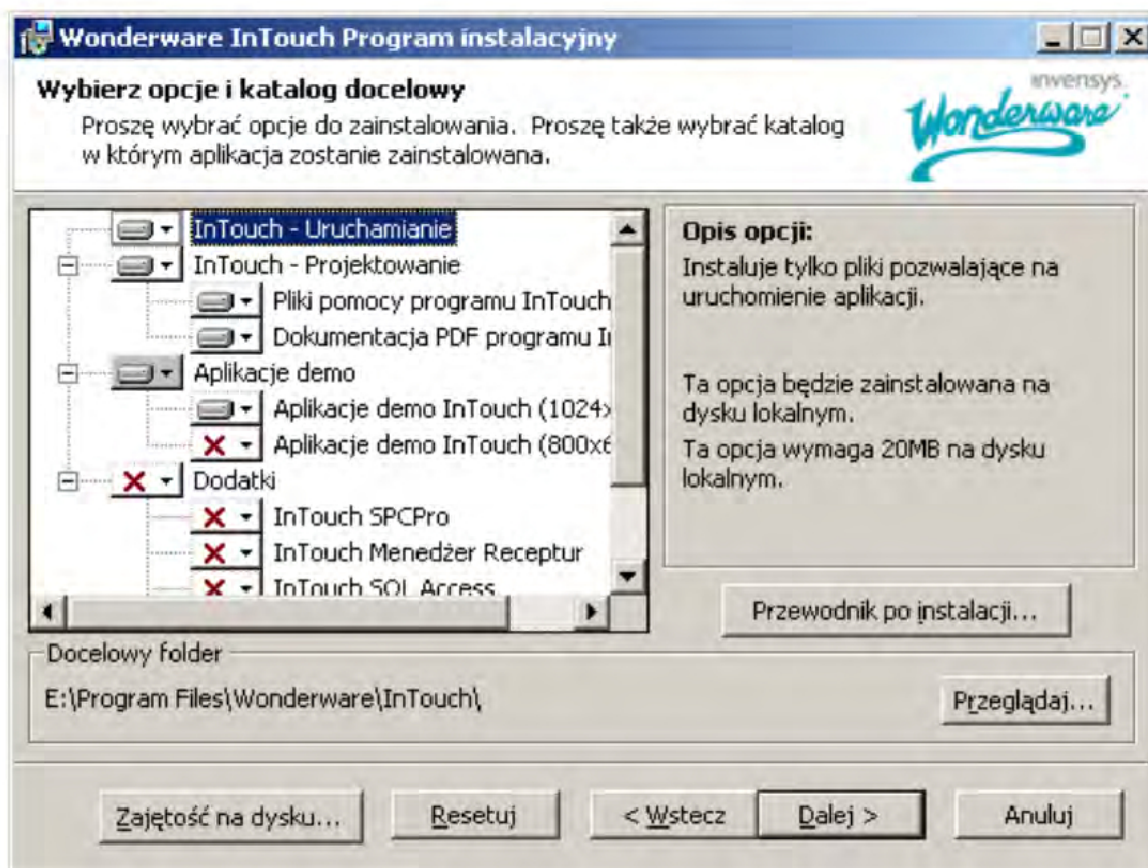 Wonderware InTouch Program instalacyjny
Wybierz opcje i katalog docelowy
Proszę wybrać opcje do zainstalowania. Proszę także wybrać katalog
w którym aplikacja zostanie zainstalowana.
invensys
Wonderware
InTouch - Uruchamianie
InTouch - Projektowanie
Pliki pomocy programu InTouch
Dokumentacja PDF programu
Aplikacje demo
Aplikacje demo InTouch (1024x
Aplikacje demo InTouch (800x6
Dodatki
InTouch SPCPro
InTouch Menedżer Receptur
InTouch SQL Access
Opis opcji:
Instaluje tylko pliki pozwalające na
uruchomienie aplikacji.
Ta opcja będzie zainstalowana na
dysku lokalnym.
Ta opcja wymaga 20MB na dysku
lokalnym.
Przewodnik po instalacji...
Docelowy folder
E:\Program Files\Wonderware\InTouch\
Przeglądaj...
Zajętość na dysku...
Resetuj
< Wstecz
Dalej >
Anuluj